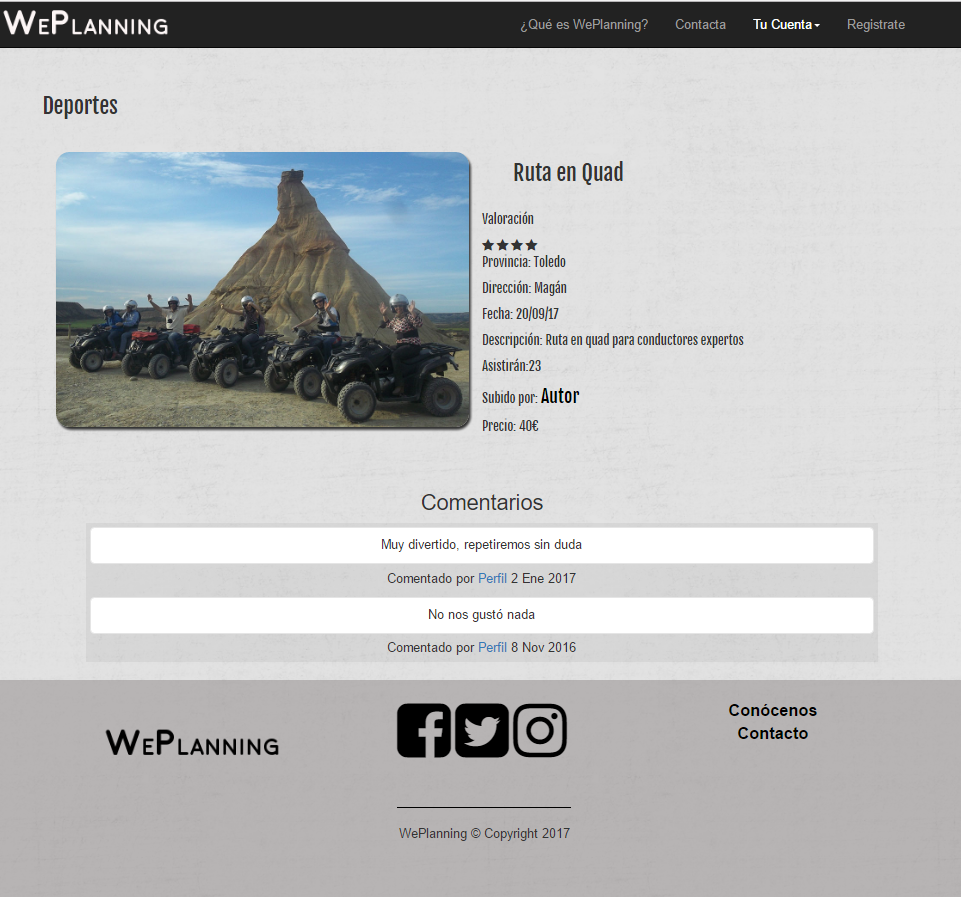 WePlanning
¿Qué es WePlanning? Contacta Tu Cuenta Registrate
Deportes
Ruta en Quad
Valoración
Provincia: Toledo
Dirección: Magán
Fecha: 20/09/17
Descripción: Ruta en quad para conductores expertos
Asistirán:23
Subido por: Autor
Precio: 40€
Comentarios
Muy divertido, repetiremos sin duda
Comentado por Perfil 2 Ene 2017
No nos gustó nada
Comentado por Perfil 8 Nov 2016
WePlanning
Conócenos
Contacto
WePlanning © Copyright 2017